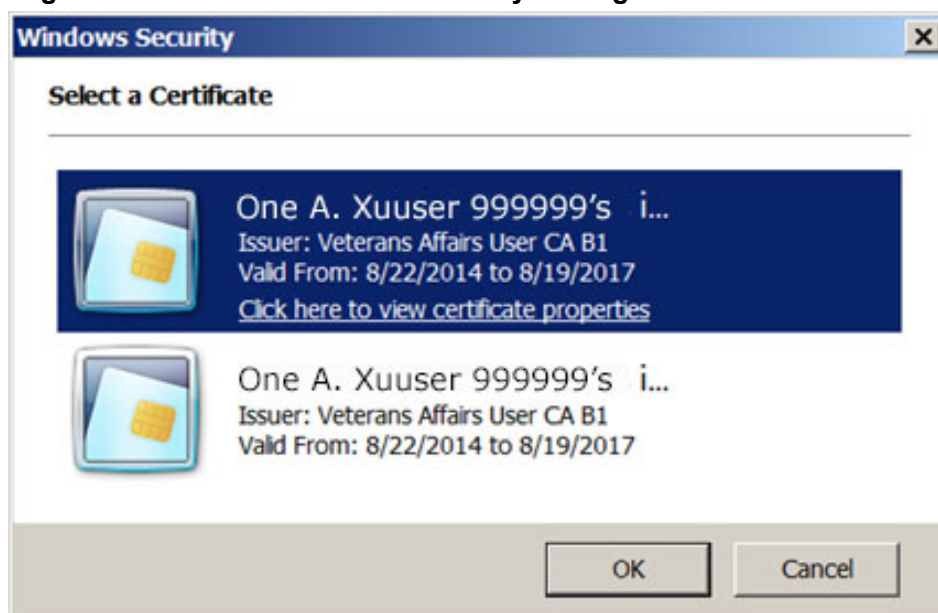 Windows Security
Select a Certificate
One A. Xuuser 999999's i...
Issuer: Veterans Affairs User CA B1
Valid From: 8/22/2014 to 8/19/2017
Click here to view certificate properties
One A. Xuuser 999999's i...
Issuer: Veterans Affairs User CA B1
Valid From: 8/22/2014 to 8/19/2017
OK Cancel